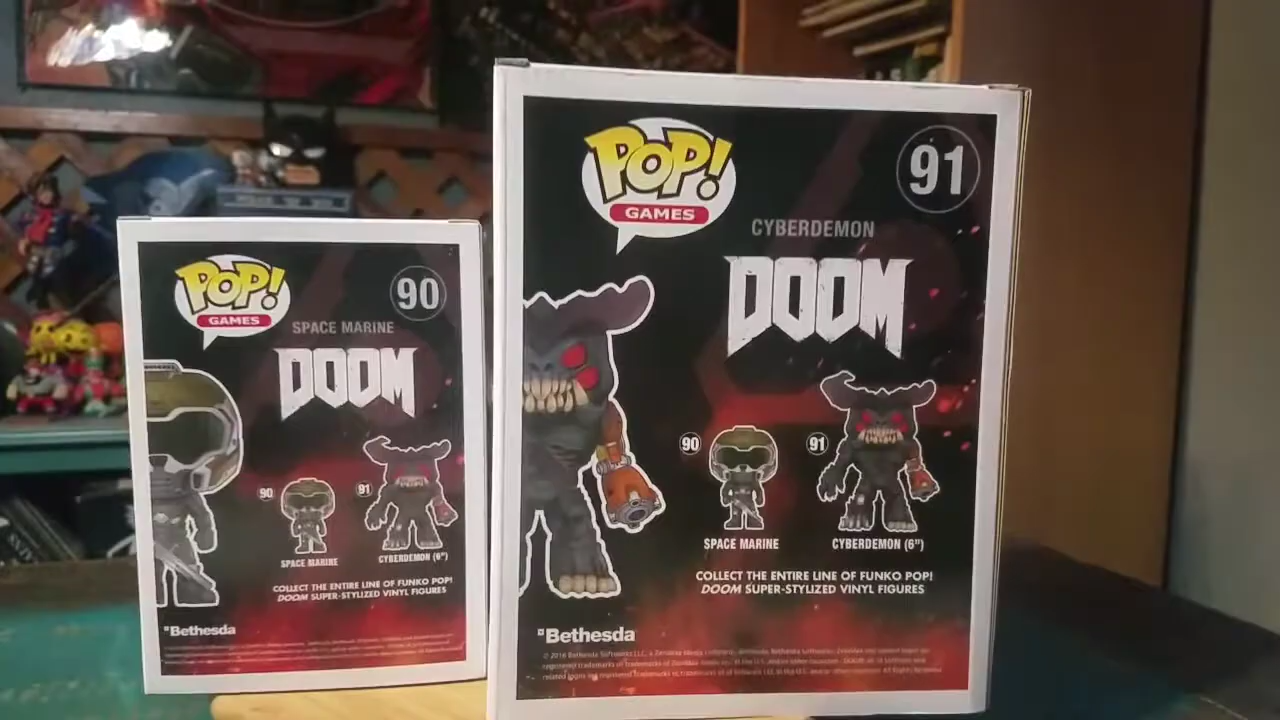 POP!
GAMES
90
SPACE MARINE
DOOM
90
91
SPACE MARINE
CYBERDEMON (6")
COLLECT THE ENTIRE LINE OF FUNKO POP!
DOOM SUPER-STYLIZED VINYL FIGURES
Bethesda
POP!
GAMES
91
CYBERDEMON
DOOM
90
91
SPACE MARINE
CYBERDEMON (6")
COLLECT THE ENTIRE LINE OF FUNKO POP!
DOOM SUPER-STYLIZED VINYL FIGURES
Bethesda